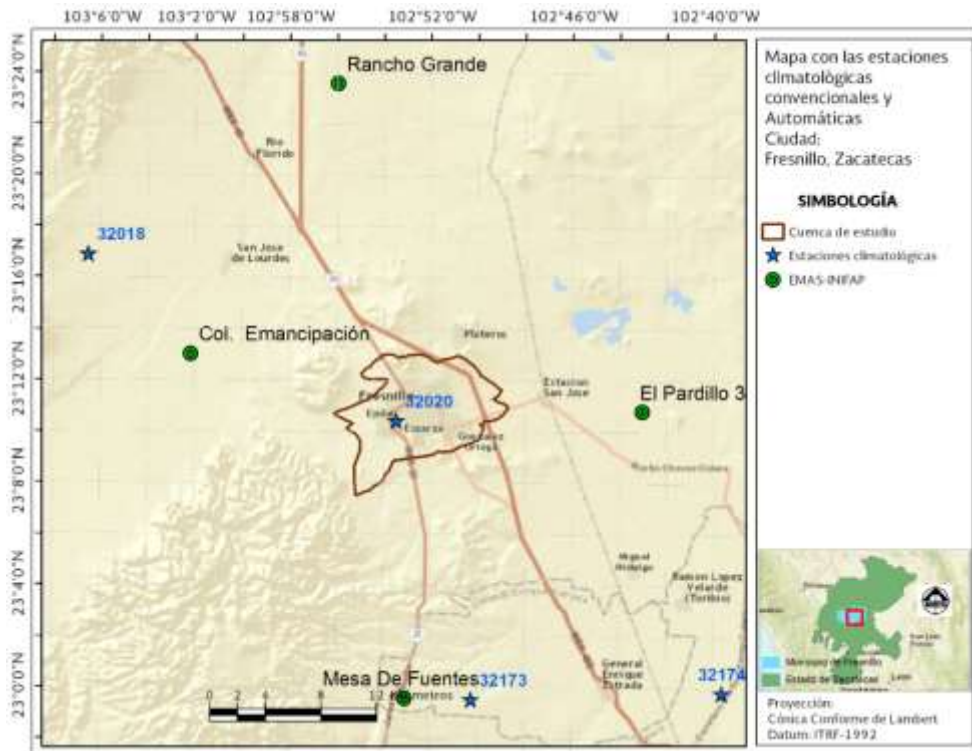 103°6'0"W 103°2'0"W 102°58'0"W 102°52'0"W 102°46'0"W 102°40'0"W
23°24'0"N
23°20'0"N
23°16'0"N
23°12'0"N
23°8'0"N
23°4'0"N
23°0'0"N
Rancho Grande
Rio
Florido
32018
San Jose
de Lourdes
Col. Emancipación
Plateros
Estacion
San Jose
El Pardillo 3
Fresnillo
32020
Esparza
González
Ortega
Miguel
Hidalgo
Ramon Lopez
Velarde
(Toribio)
General
Enrique
Estrada
Mesa De Fuentes
32173
32174
0 2 4 8 12
Kilometros
Mapa con las estaciones
climatológicas
convencionales y
Automáticas
Ciudad:
Fresnillo, Zacatecas
SIMBOLOGÍA
Cuenca de estudio
Estaciones climatológicas
EMAS-INIFAP
Municipio de Fresnillo
Estado de Zacatecas
Proyección:
Cónica Conforme de Lambert
Datum: ITRF-1992